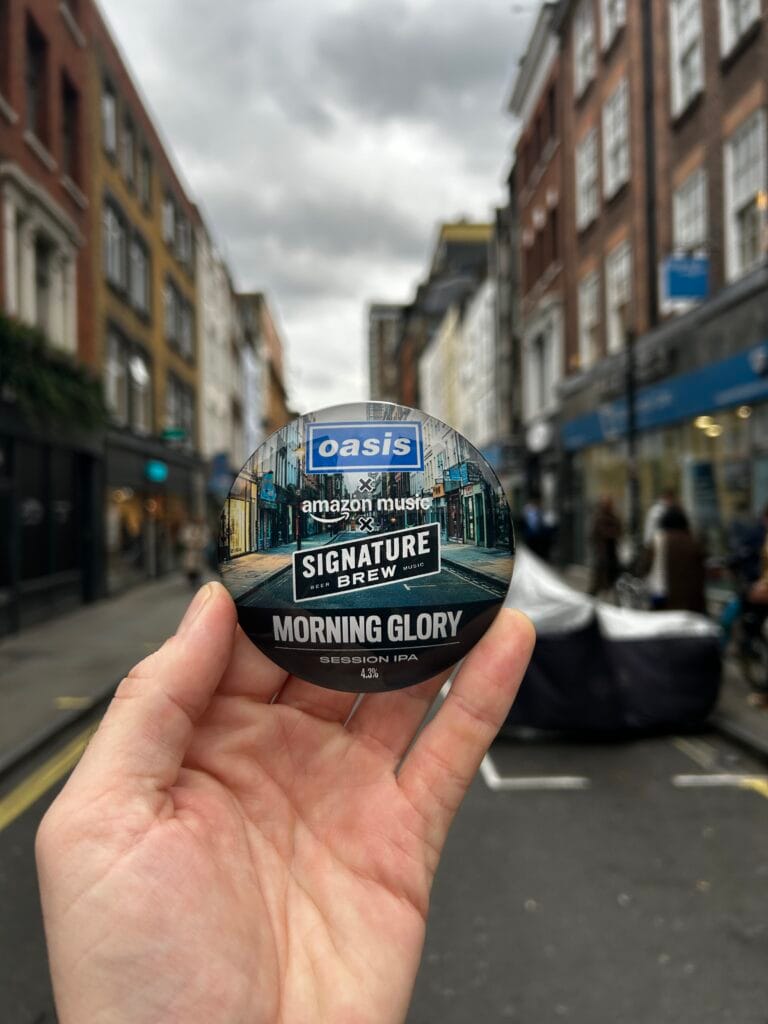 oasis
x
amazon music
x
SIGNATURE
BEER BREW MUSIC
MORNING GLORY
SESSION IPA
4.3%